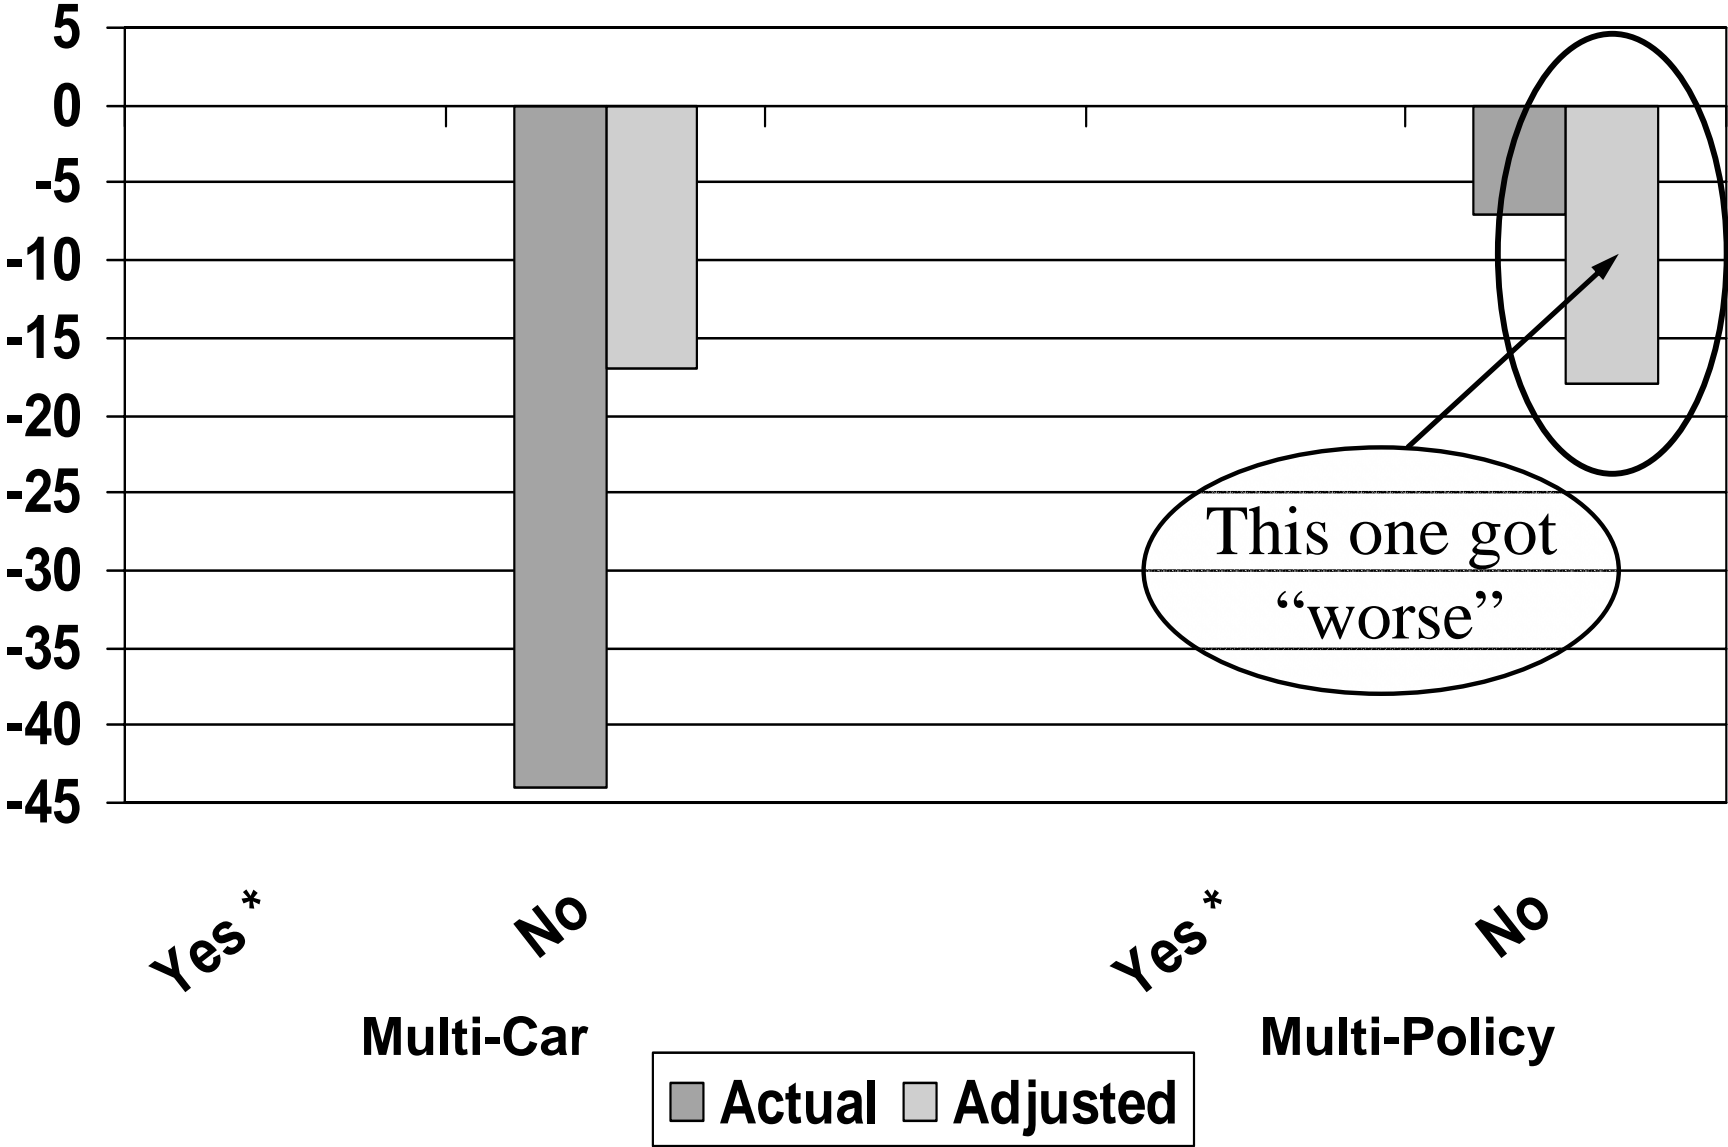 5
0
-5
-10
-15
-20
-25
-30
-35
-40
-45
This one got
“worse”
Yes * No Yes * No
Multi-Car Multi-Policy
Actual Adjusted